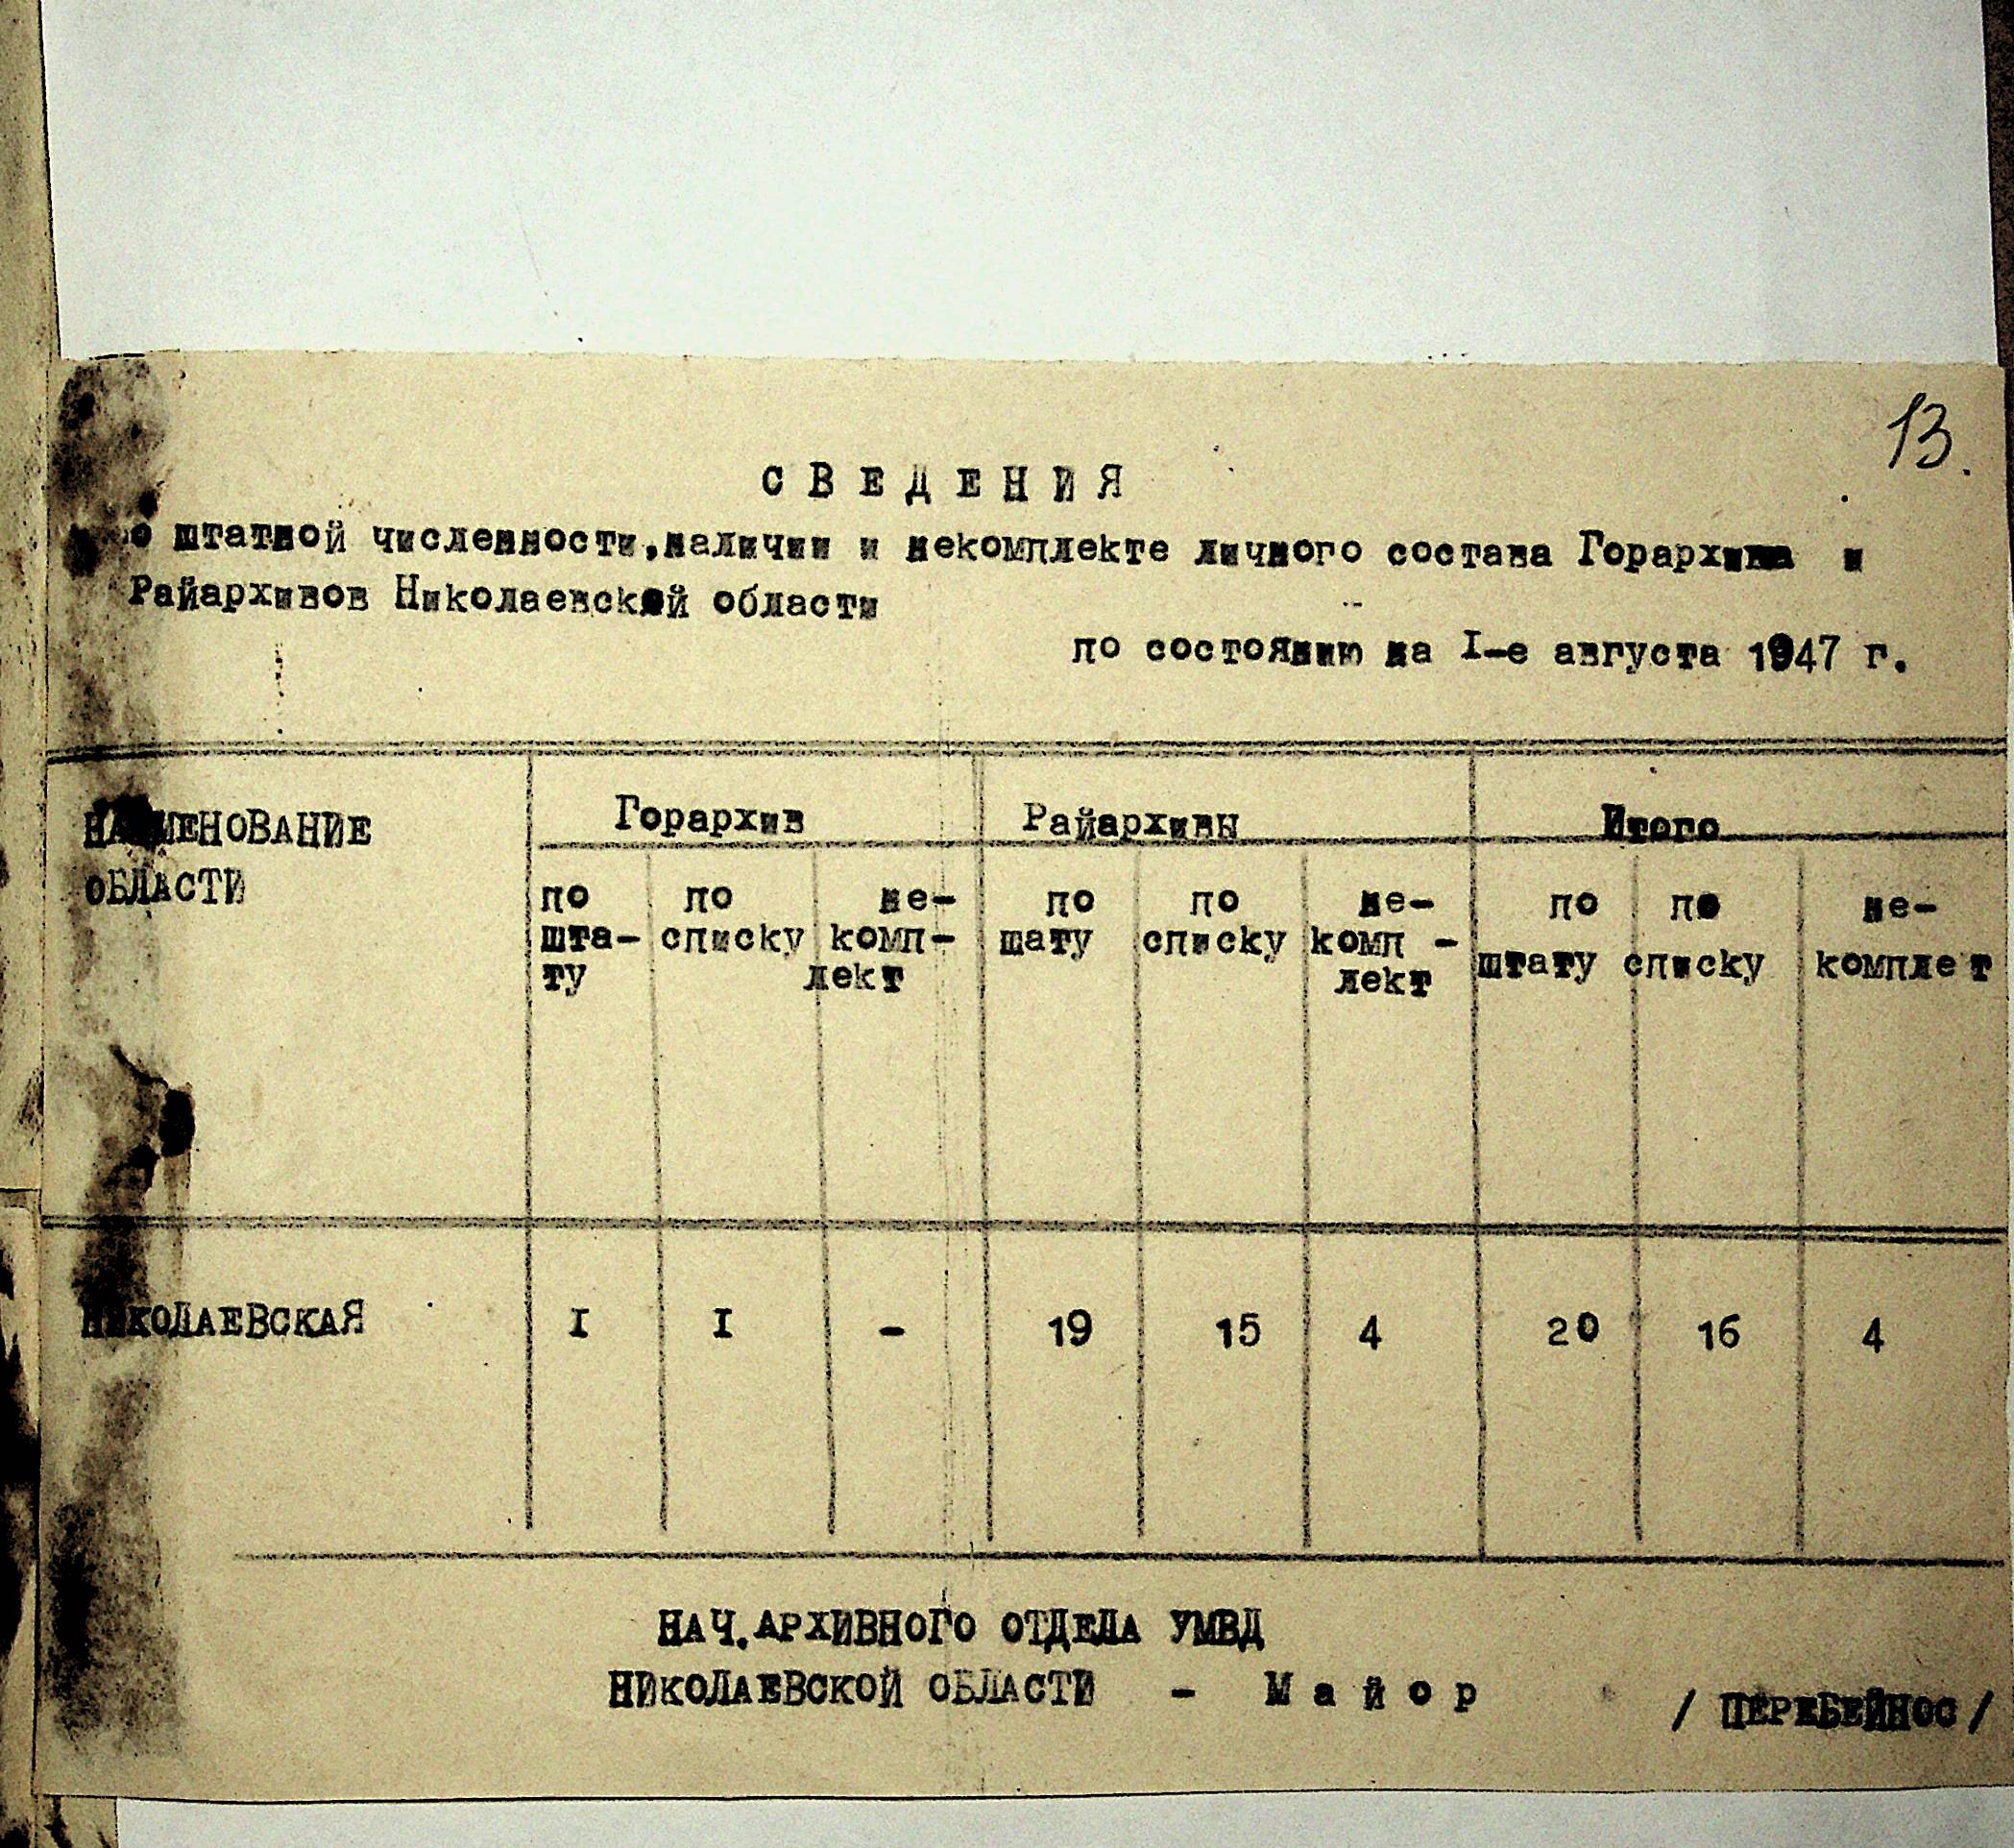 13.
СВЕДЕНИЯ
о штатной численности,наличии и некомплекте личного состава Горархива и
Райархивов Николаевской области
по состоянию на I-е августа 1947 г.
НАИМЕНОВАНИЕ
ОБЛАСТИ
Горархив Райархивы Итого
по по не- по по не- по по не-
шта- списку комп- шату списку комп - штату списку комплет
ту лект лект
НИКОЛАЕВСКАЯ I I - 19 15 4 20 16 4
НАЧ.АРХИВНОГО ОТДЕЛА УМВД
НИКОЛАЕВСКОЙ ОБЛАСТИ - Майор / ПЕРЕБЕЙНОС/